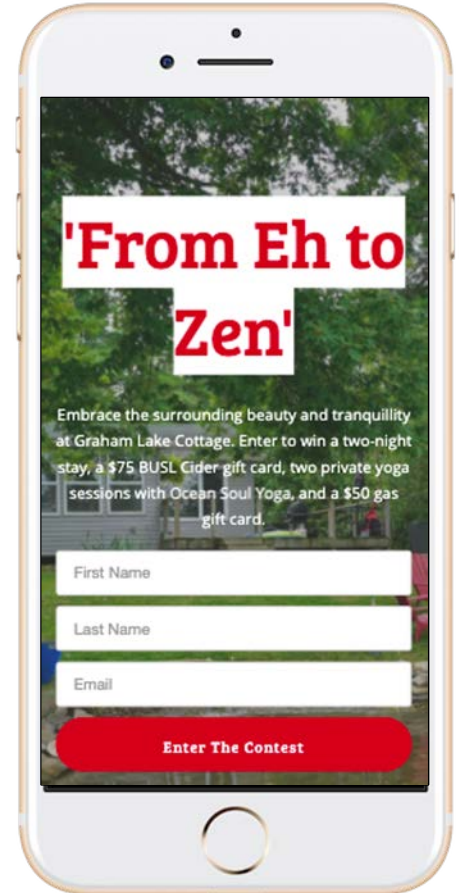 'From Eh to
Zen'
Embrace the surrounding beauty and tranquillity
at Graham Lake Cottage. Enter to win a two-night
stay, a $75 BUSL Cider gift card, two private yoga
sessions with Ocean Soul Yoga, and a $50 gas
gift card.
First Name
Last Name
Email
Enter The Contest